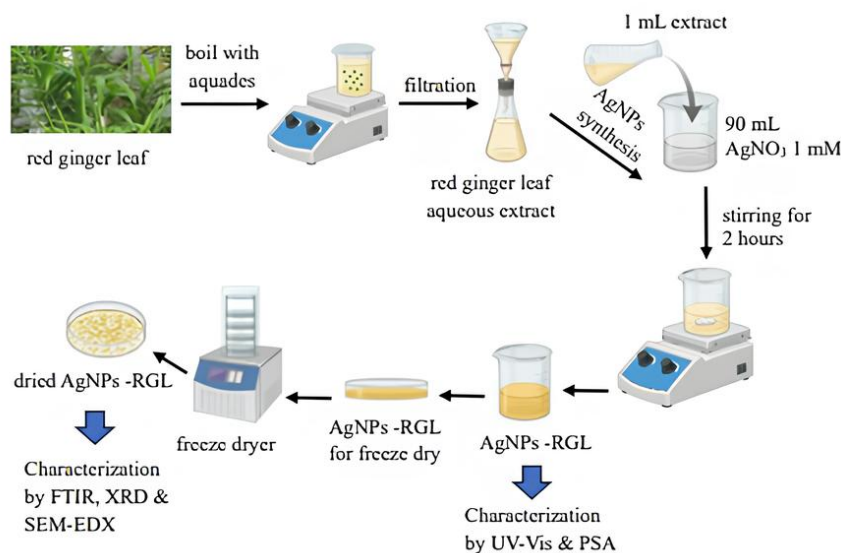 boil with
aquades
red ginger leaf
filtration
red ginger leaf
aqueous extract
AgNPs
synthesis
1 mL extract
90 mL
AgNO3 1 mM
stirring for
2 hours
AgNPs -RGL
Characterization
by UV-Vis & PSA
AgNPs -RGL
for freeze dry
freeze dryer
dried AgNPs -RGL
Characterization
by FTIR, XRD &
SEM-EDX